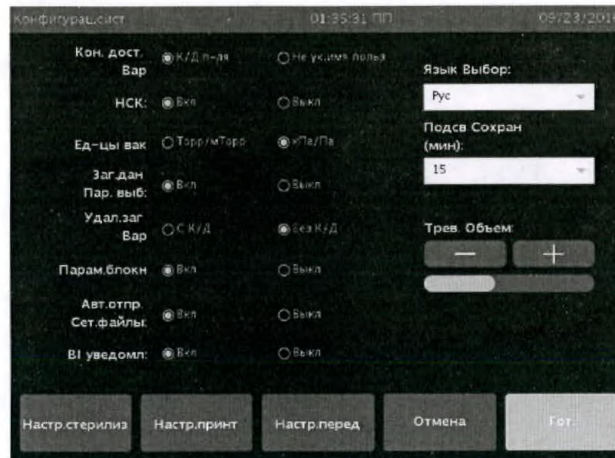 Конфигурац.сист 01:35:31 ПП 09/23/201
Кон. дост. Вар К/Д п-ля Не ук.имя польз
НСК: Вкл Выкл
Ед-цы вак Торр/мТорр кПа/Па
Заг.дан Пар. выб: Вкл Выкл
Удал.заг Вар С К/Д Без К/Д
Парам.блокн Вкл Выкл
Авт.отпр. Сет.файлы: Вкл Выкл
BI уведомл: Вкл Выкл
Язык Выбор:
Рус
Подсв Сохран
(мин):
15
Трев. Объем:
— +
Настр.стерилиз Настр.принт Настр.перед Отмена Гот.